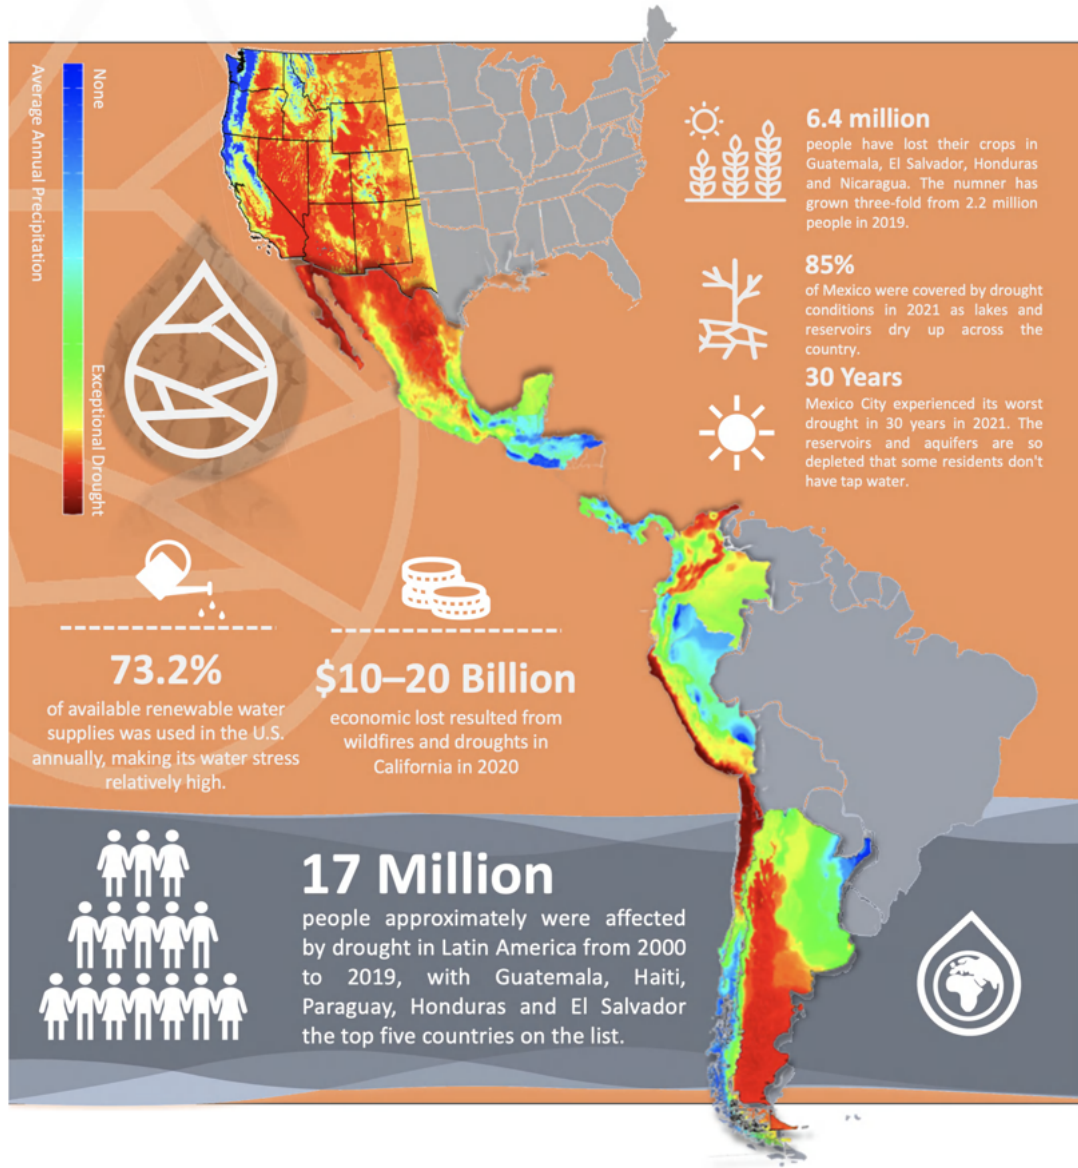 None
Average Annual Precipitation
Exceptional Drought
6.4 million
people have lost their crops in
Guatemala, El Salvador, Honduras
and Nicaragua. The numner has
grown three-fold from 2.2 million
people in 2019.
85%
of Mexico were covered by drought
conditions in 2021 as lakes and
reservoirs dry up across the
country.
30 Years
Mexico City experienced its worst
drought in 30 years in 2021. The
reservoirs and aquifers are so
depleted that some residents don't
have tap water.
73.2%
of available renewable water
supplies was used in the U.S.
annually, making its water stress
relatively high.
$10–20 Billion
economic lost resulted from
wildfires and droughts in
California in 2020
17 Million
people approximately were affected
by drought in Latin America from 2000
to 2019, with Guatemala, Haiti,
Paraguay, Honduras and El Salvador
the top five countries on the list.